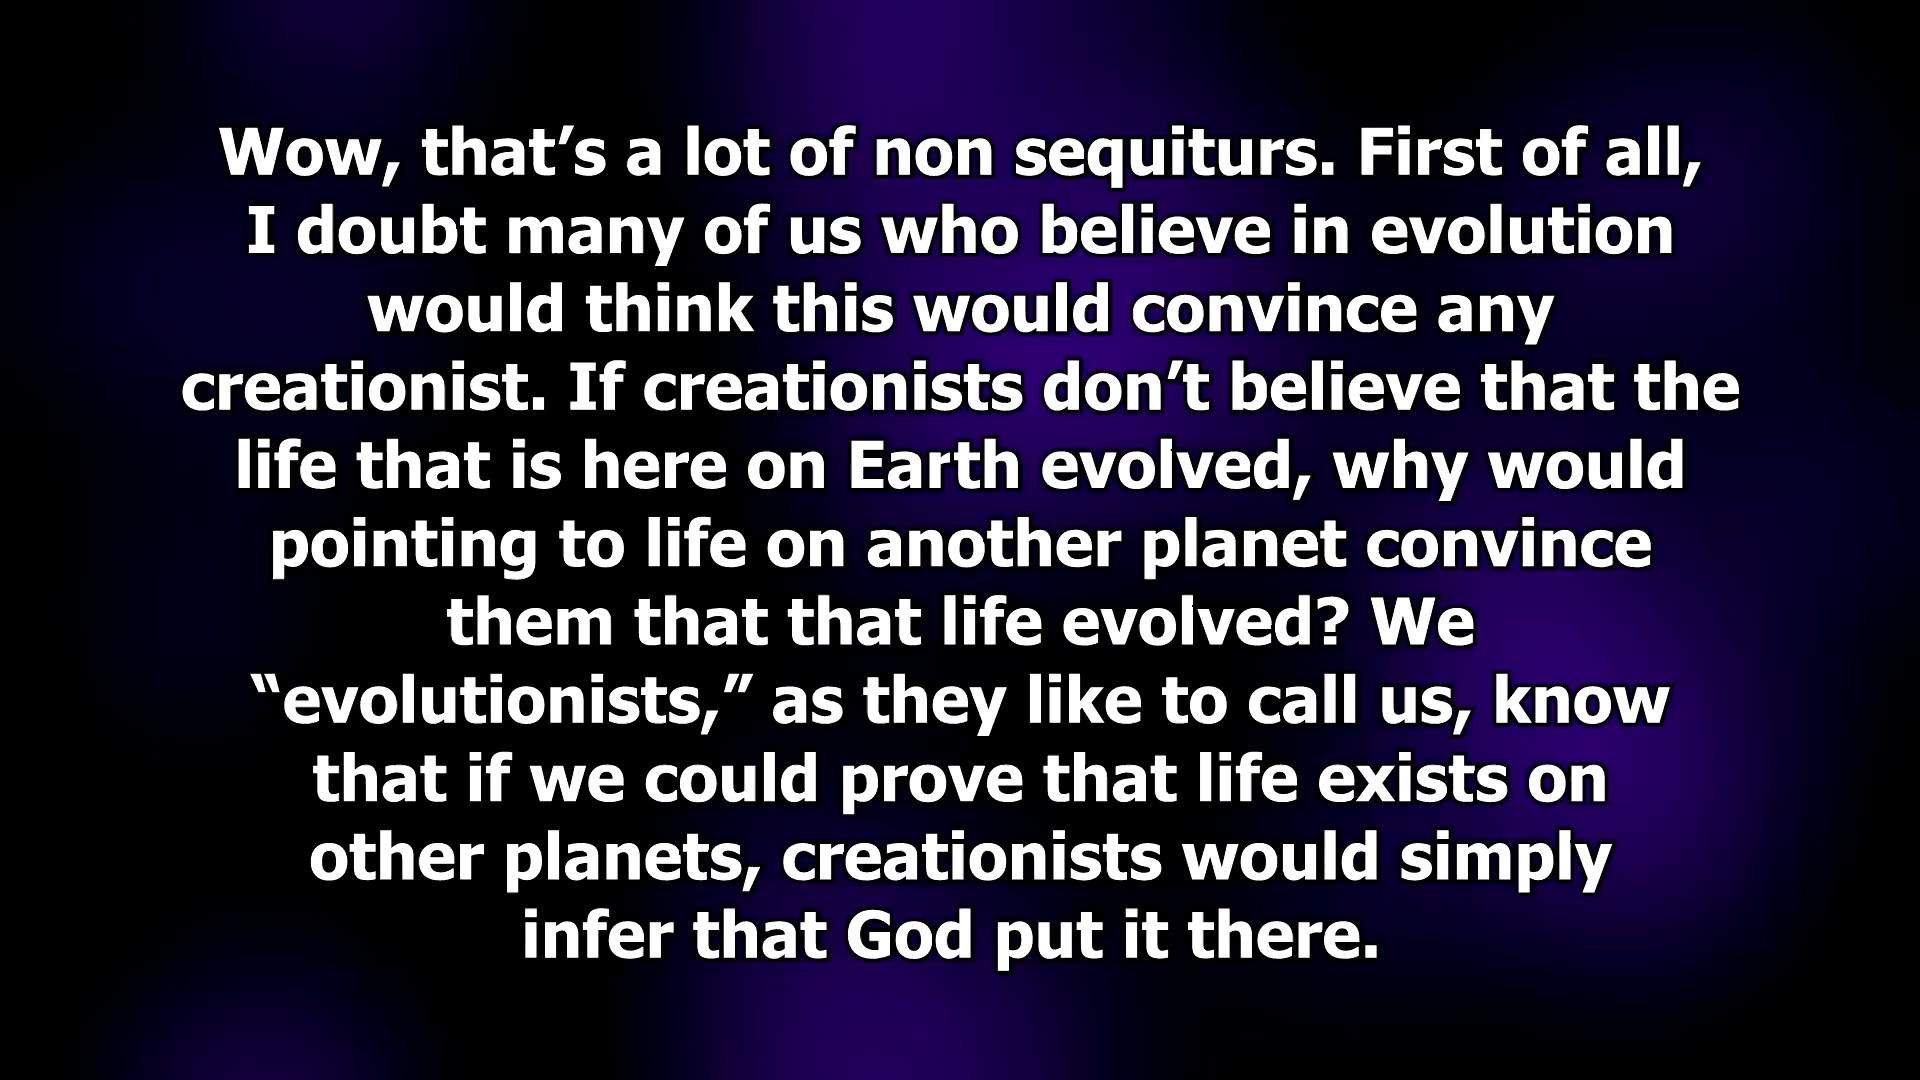 Wow, that’s a lot of non sequiturs. First of all,
I doubt many of us who believe in evolution
would think this would convince any
creationist. If creationists don’t believe that the
life that is here on Earth evolved, why would
pointing to life on another planet convince
them that that life evolved? We
“evolutionists,” as they like to call us, know
that if we could prove that life exists on
other planets, creationists would simply
infer that God put it there.